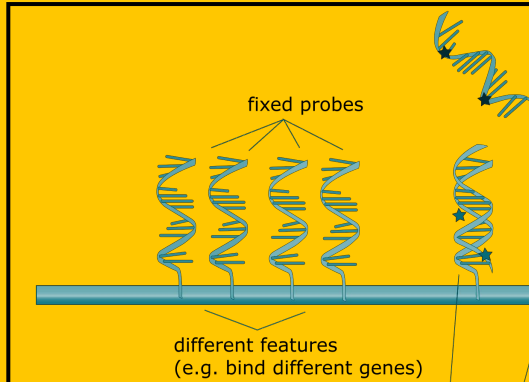 fixed probes
different features
(e.g. bind different genes)